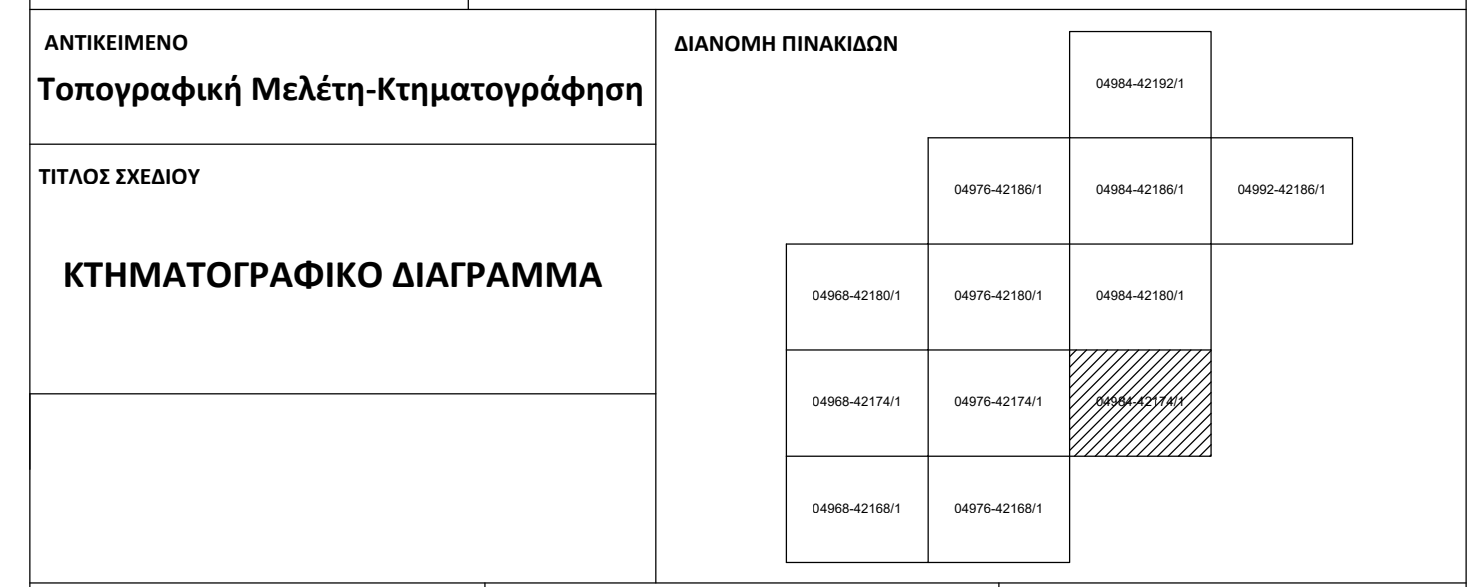 ΑΝΤΙΚΕΙΜΕΝΟ
Τοπογραφική Μελέτη-Κτηματογράφηση
ΤΙΤΛΟΣ ΣΧΕΔΙΟΥ
ΚΤΗΜΑΤΟΓΡΑΦΙΚΟ ΔΙΑΓΡΑΜΜΑ
ΔΙΑΝΟΜΗ ΠΙΝΑΚΙΔΩΝ
04984-42192/1
04976-42186/1 04984-42186/1 04992-42186/1
04968-42180/1 04976-42180/1 04984-42180/1
04968-42174/1 04976-42174/1 04984-42174/1
04968-42168/1 04976-42168/1